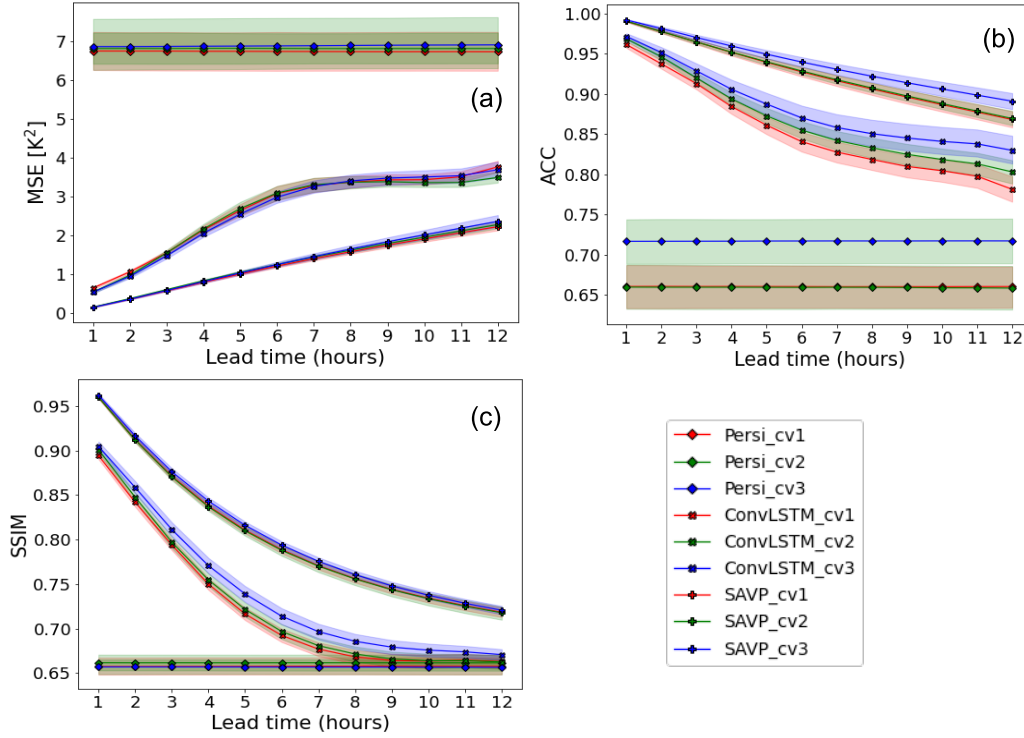 7
6
5
4
3
2
1
0
MSE [K²]
(a)
1 2 3 4 5 6 7 8 9 10 11 12
Lead time (hours)
1.00
0.95
0.90
0.85
0.80
0.75
0.70
0.65
ACC
(b)
1 2 3 4 5 6 7 8 9 10 11 12
Lead time (hours)
0.95
0.90
0.85
0.80
0.75
0.70
0.65
SSIM
(c)
1 2 3 4 5 6 7 8 9 10 11 12
Lead time (hours)
Persi_cv1
Persi_cv2
Persi_cv3
ConvLSTM_cv1
ConvLSTM_cv2
ConvLSTM_cv3
SAVP_cv1
SAVP_cv2
SAVP_cv3